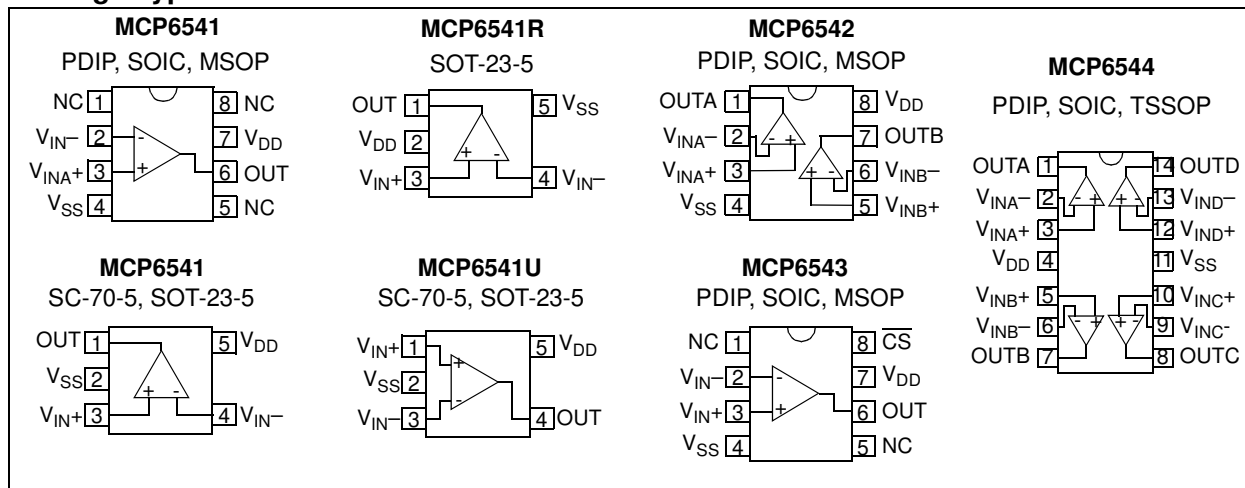 MCP6541
PDIP, SOIC, MSOP
NC 1
8 NC
VIN– 2
7 VDD
VINA+ 3
6 OUT
VSS 4
5 NC
- +
MCP6541R
SOT-23-5
OUT 1
5 VSS
VDD 2
VIN+ 3
4 VIN–
+ -
MCP6542
PDIP, SOIC, MSOP
OUTA 1
8 VDD
VINA– 2
7 OUTB
VINA+ 3
6 VINB–
VSS 4
5 VINB+
- +
+ -
MCP6544
PDIP, SOIC, TSSOP
OUTA 1
14 OUTD
VINA– 2
13 VIND–
VINA+ 3
12 VIND+
VDD 4
11 VSS
VINB+ 5
10 VINC+
VINB– 6
9 VINC-
OUTB 7
8 OUTC
- +
+ -
- +
+ -
MCP6541
SC-70-5, SOT-23-5
OUT 1
5 VDD
VSS 2
VIN+ 3
4 VIN–
+ -
MCP6541U
SC-70-5, SOT-23-5
VIN+ 1
5 VDD
VSS 2
VIN– 3
4 OUT
+ -
MCP6543
PDIP, SOIC, MSOP
NC 1
8 CS
VIN– 2
7 VDD
VIN+ 3
6 OUT
VSS 4
5 NC
- +